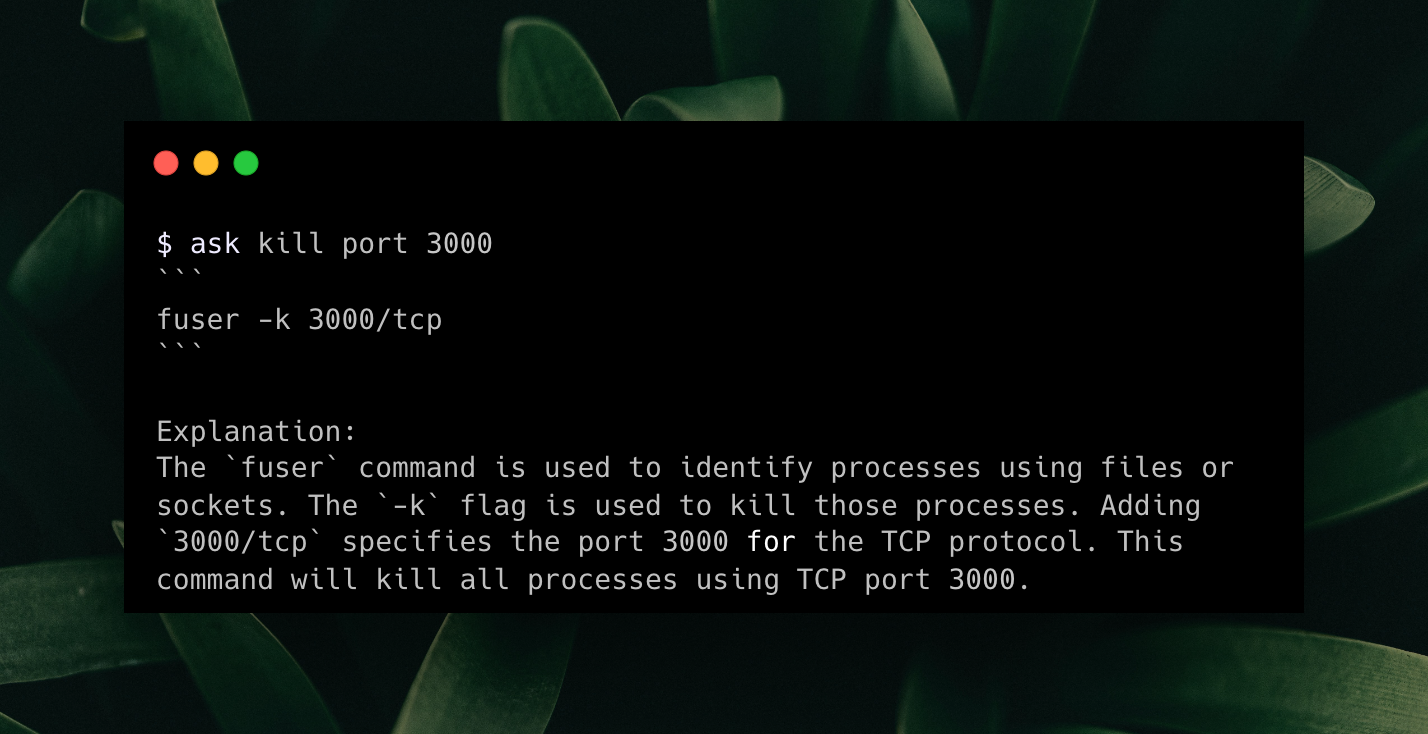 $ ask kill port 3000
```
fuser -k 3000/tcp
```
Explanation:
The `fuser` command is used to identify processes using files or
sockets. The `-k` flag is used to kill those processes. Adding
`3000/tcp` specifies the port 3000 for the TCP protocol. This
command will kill all processes using TCP port 3000.